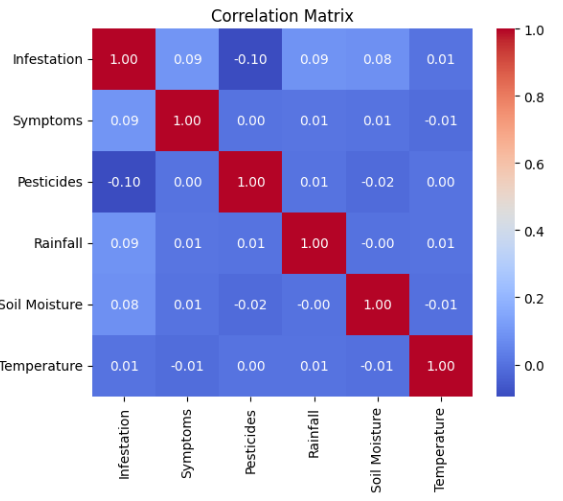 Correlation Matrix
Infestation 1.00 0.09 -0.10 0.09 0.08 0.01
Symptoms 0.09 1.00 0.00 0.01 0.01 -0.01
Pesticides -0.10 0.00 1.00 0.01 -0.02 0.00
Rainfall 0.09 0.01 0.01 1.00 -0.00 0.01
Soil Moisture 0.08 0.01 -0.02 -0.00 1.00 -0.01
Temperature 0.01 -0.01 0.00 0.01 -0.01 1.00
Infestation
Symptoms
Pesticides
Rainfall
Soil Moisture
Temperature
1.0
0.8
0.6
0.4
0.2
0.0